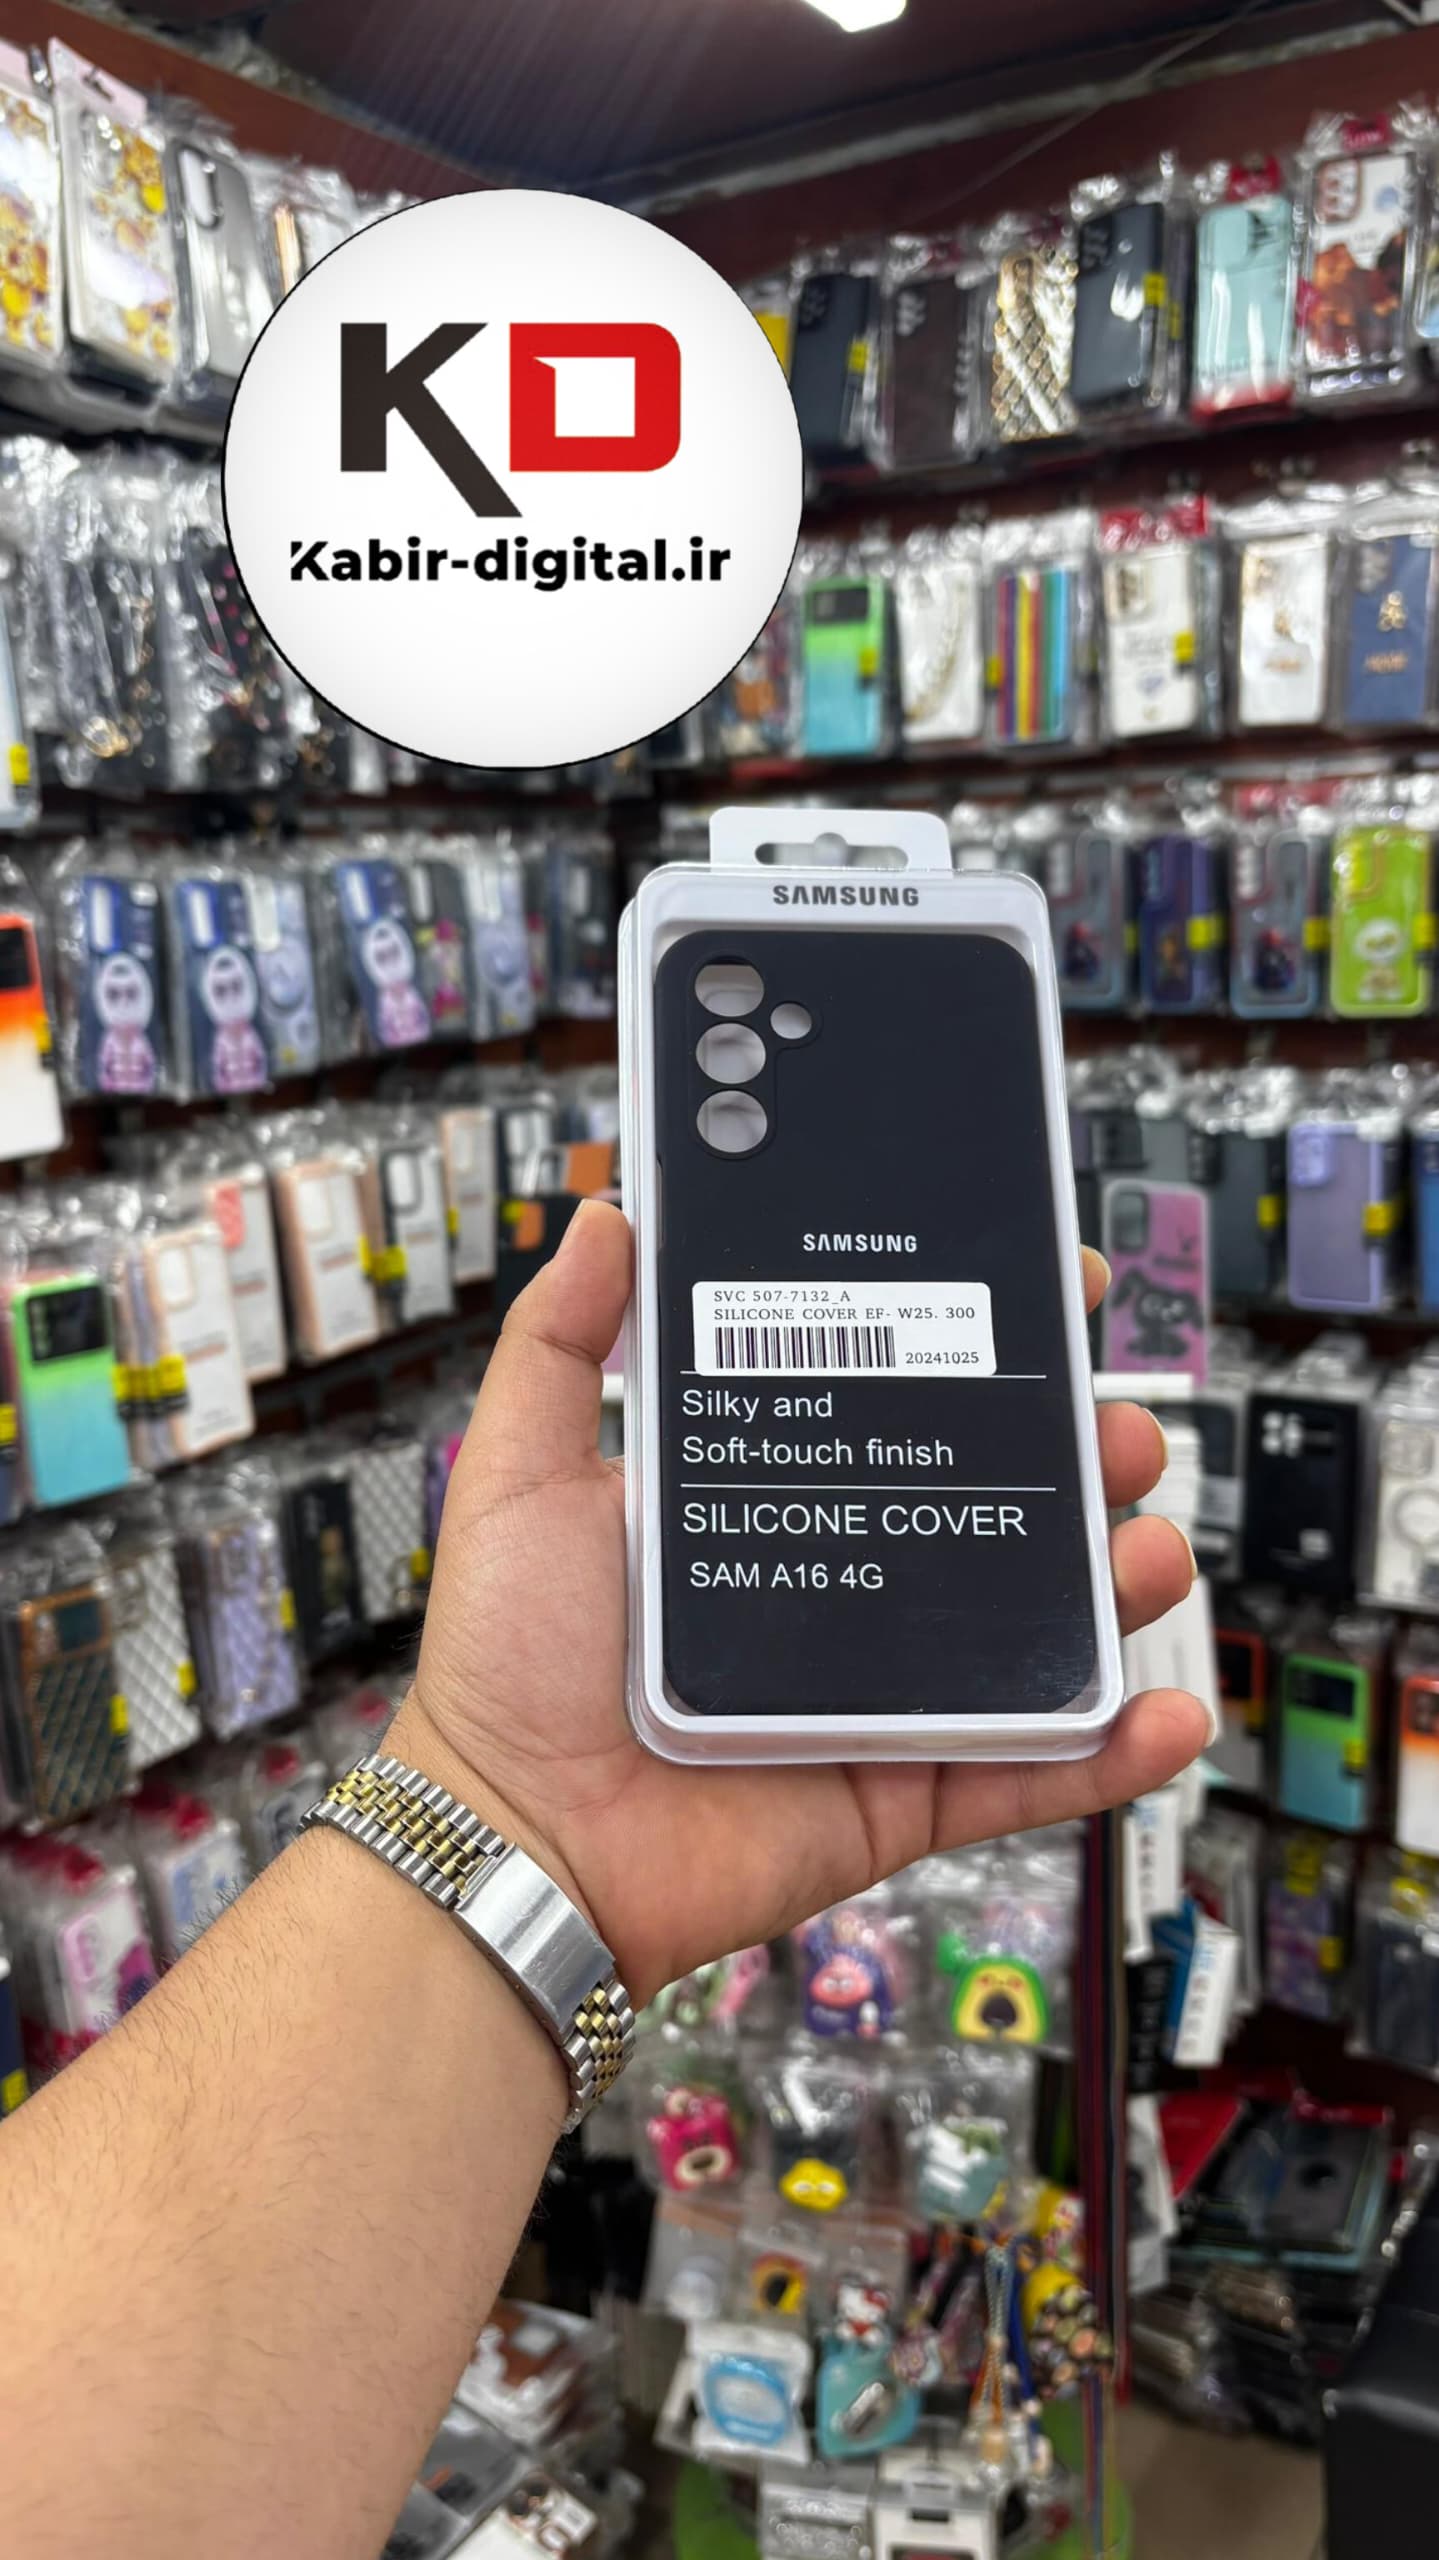 KD
Kabir-digital.ir
SAMSUNG
SAMSUNG
SVC 507-7132_A
SILICONE COVER EF- W25. 300
20241025
Silky and
Soft-touch finish
SILICONE COVER
SAM A16 4G